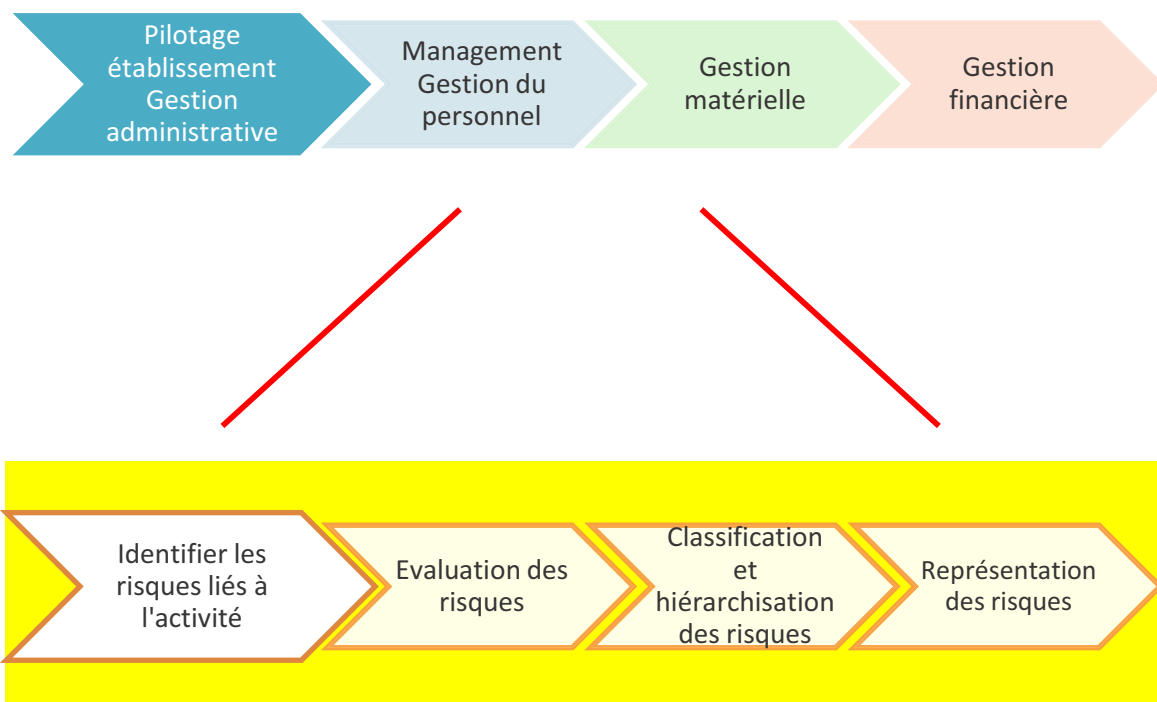 Pilotage
établissement
Gestion
administrative
Management
Gestion du
personnel
Gestion
matérielle
Gestion
financière
Identifier les
risques liés à
l'activité
Evaluation des
risques
Classification
et
hiérarchisation
des risques
Représentation
des risques